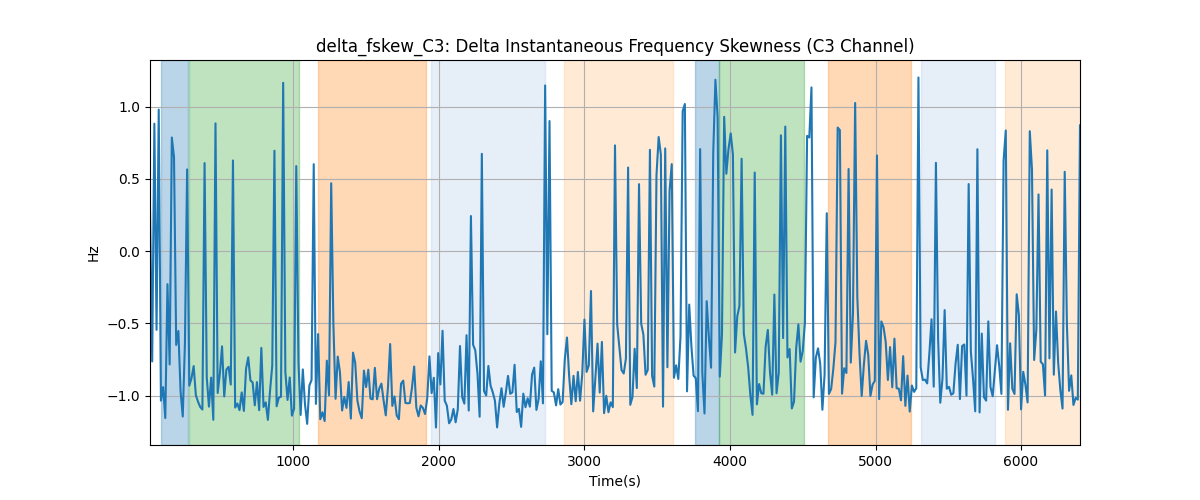 delta_fskew_C3: Delta Instantaneous Frequency Skewness (C3 Channel)
1.0
0.5
0.0
−0.5
−1.0
Hz
1000 2000 3000 4000 5000 6000
Time(s)